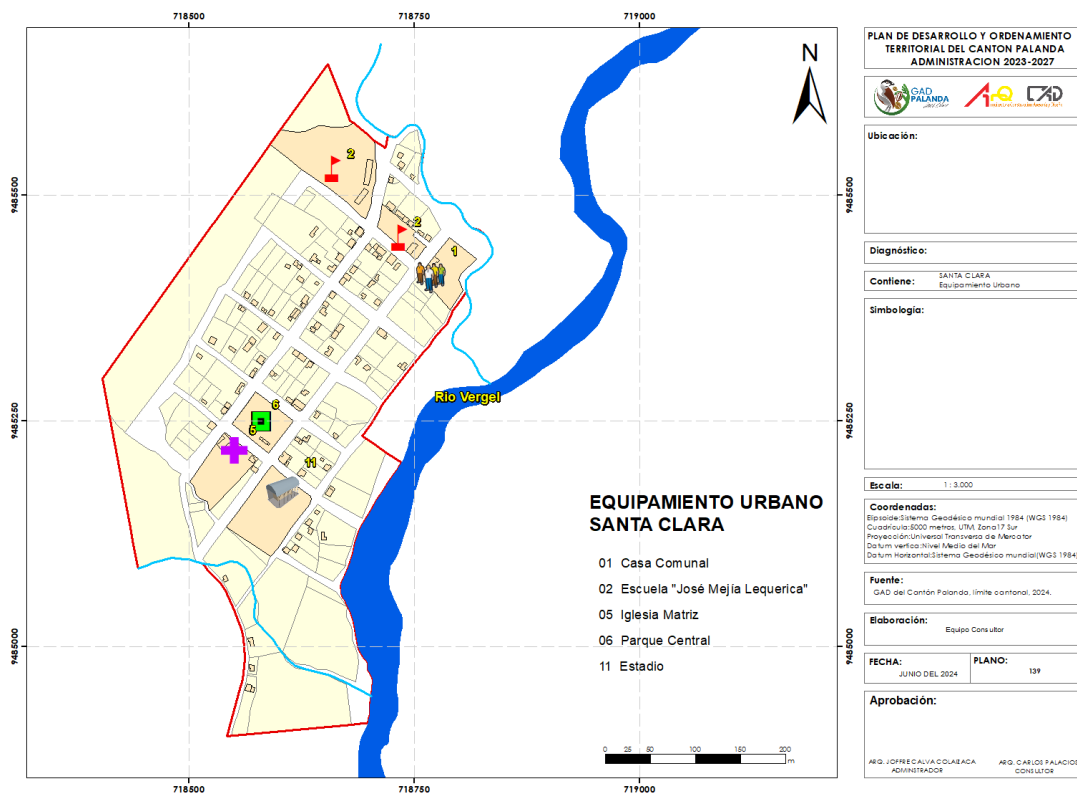 718500
718750
719000
9485500
9485250
9485000
9485500
9485250
9485000
718500
718750
719000
N
2
2
1
6
5
11
Rio Vergel
EQUIPAMIENTO URBANO
SANTA CLARA
01 Casa Comunal
02 Escuela "José Mejía Lequerica"
05 Iglesia Matriz
06 Parque Central
11 Estadio
0 25 50 100 150 200
m
PLAN DE DESARROLLO Y ORDENAMIENTO
TERRITORIAL DEL CANTON PALANDA
ADMINISTRACION 2023-2027
GAD
PALANDA
Ubicación:
Diagnóstico:
Contiene:
SANTA CLARA
Equipamiento Urbano
Simbología:
Escala: 1 : 3.000
Coordenadas:
Elipsoide:Sistema Geodésico mundial 1984 (WGS 1984)
Cuadrícula:5000 metros, UTM, Zona17 Sur
Proyección:Universal Transversa de Mercator
Datum vertica:Nivel Medio del Mar
Datum Horizontal:Sistema Geodésico mundial(WGS 1984)
Fuente:
GAD del Cantón Palanda, límite cantonal, 2024.
Elaboración:
Equipo Consultor
FECHA:
JUNIO DEL 2024
PLANO:
139
Aprobación:
ARQ. JOFFRE CALVA COLAIZACA
ADMINSTRADOR
ARQ. CARLOS PALACIOS
CONSULTOR